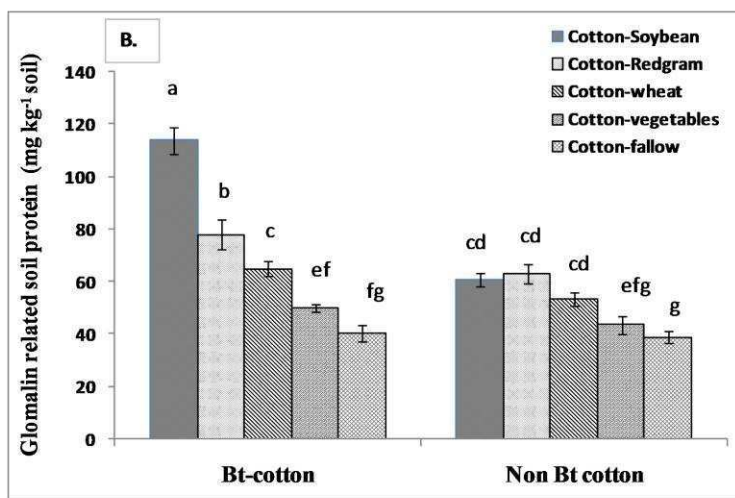 B.
Cotton-Soybean
Cotton-Redgram
Cotton-wheat
Cotton-vegetables
Cotton-fallow
Glomalin related soil protein (mg kg⁻¹ soil)
140
120
100
80
60
40
20
0
a
b
c
ef
fg
cd
cd
cd
efg
g
Bt-cotton
Non Bt cotton